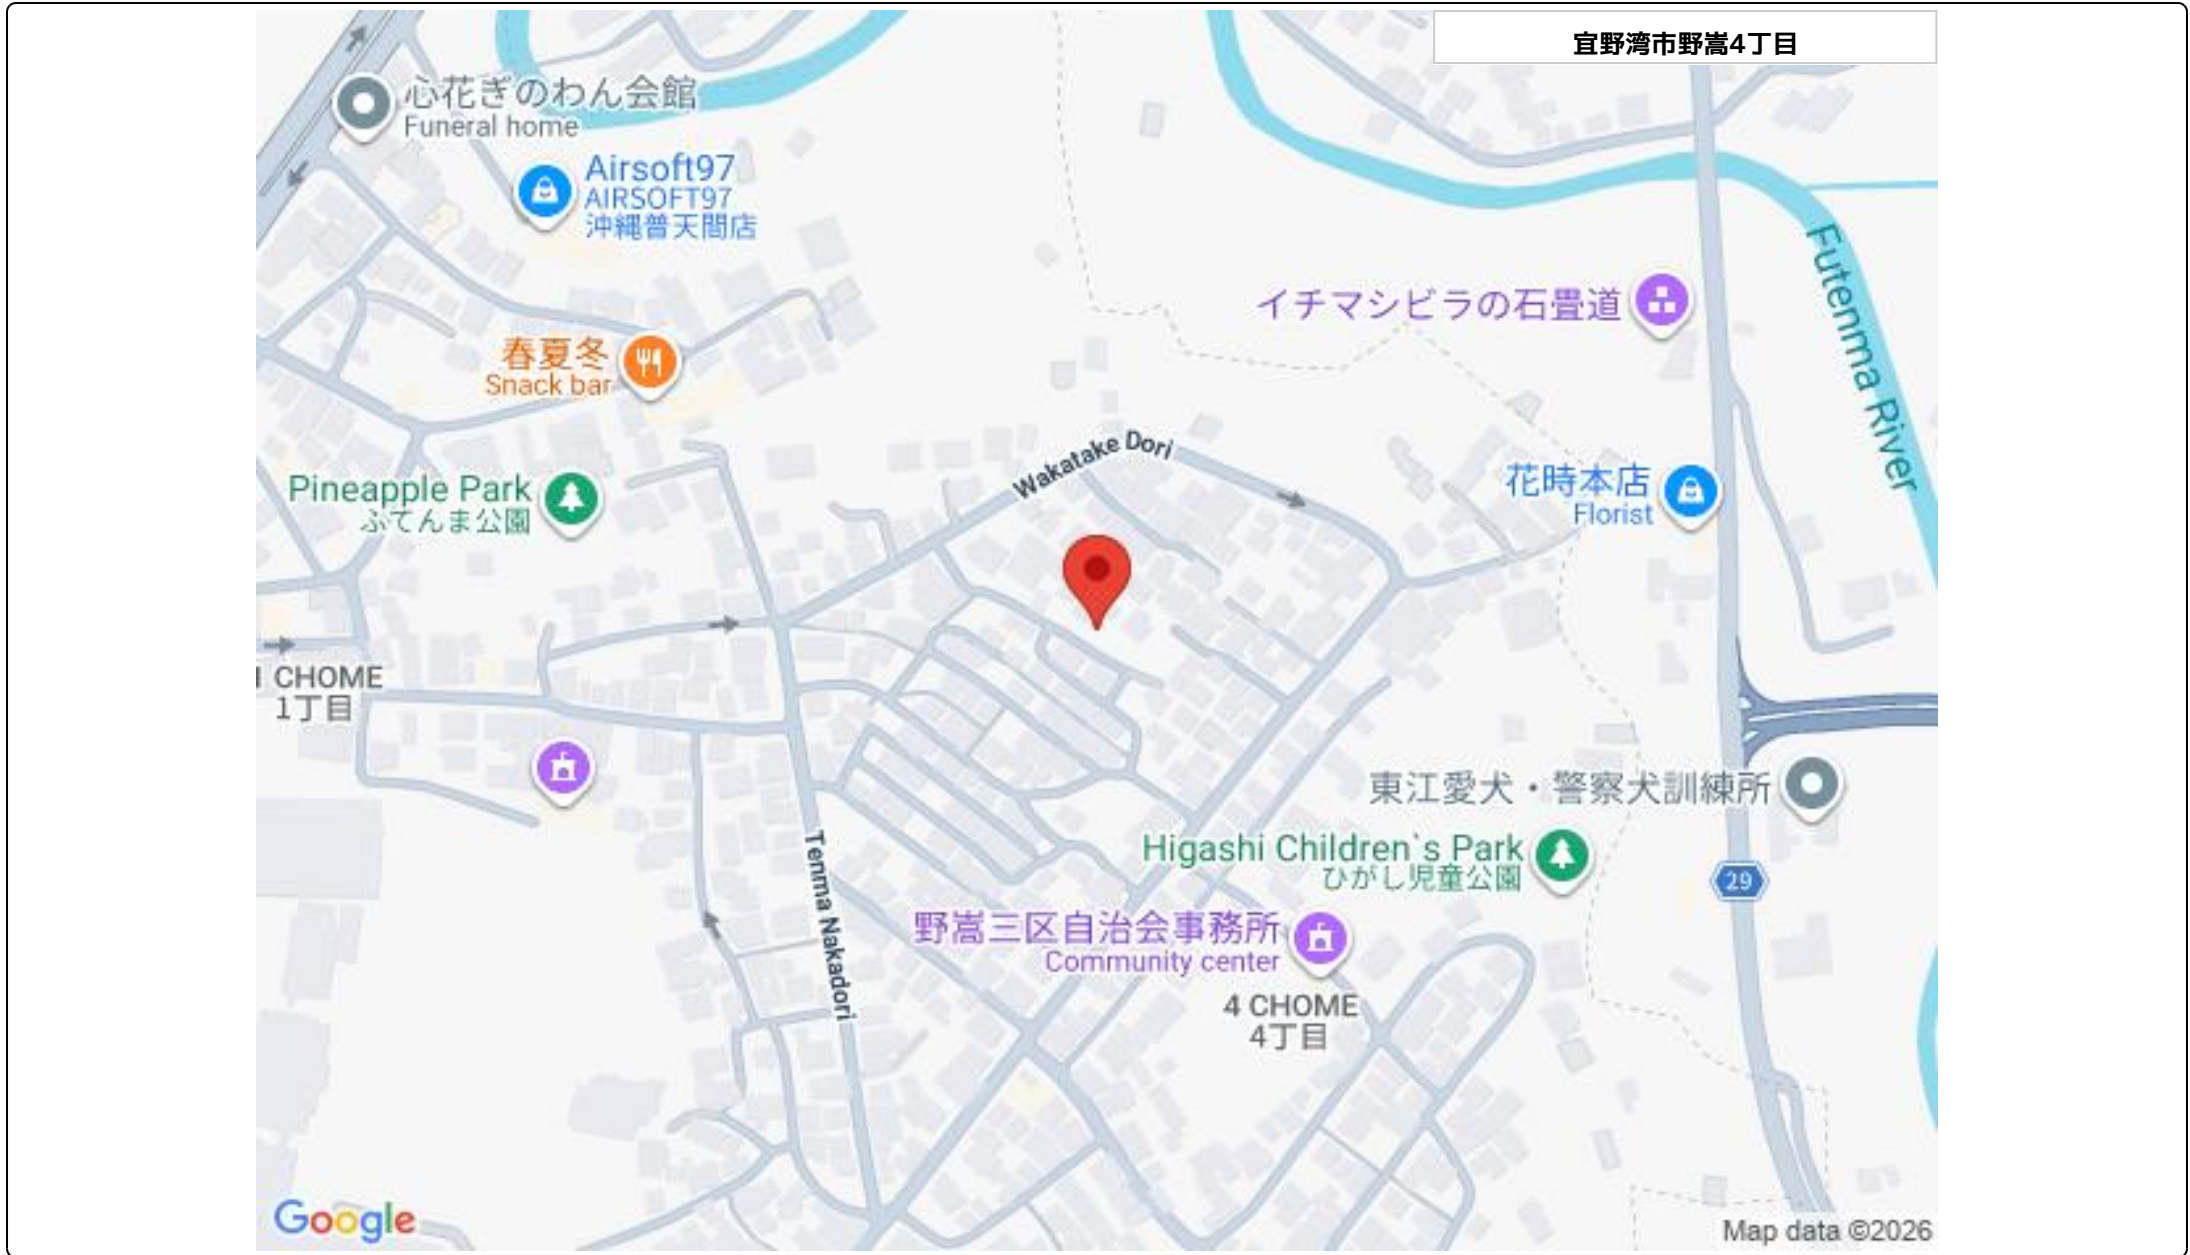 宜野湾市野嵩4丁目
心花ぎのわん会館
Funeral home
Airsoft97
AIRSOFT97
沖縄普天間店
イチマシビラの石畳道
Futenma River
春夏冬
Snack bar
Wakatake Dori
Pineapple Park
ふてんま公園
花時本店
Florist
CHOME
1丁目
東江愛犬・警察犬訓練所
Higashi Children's Park
ひがし児童公園
29
Tenma Nakadori
野嵩三区自治会事務所
Community center
4 CHOME
4丁目
Google
Map data ©2026